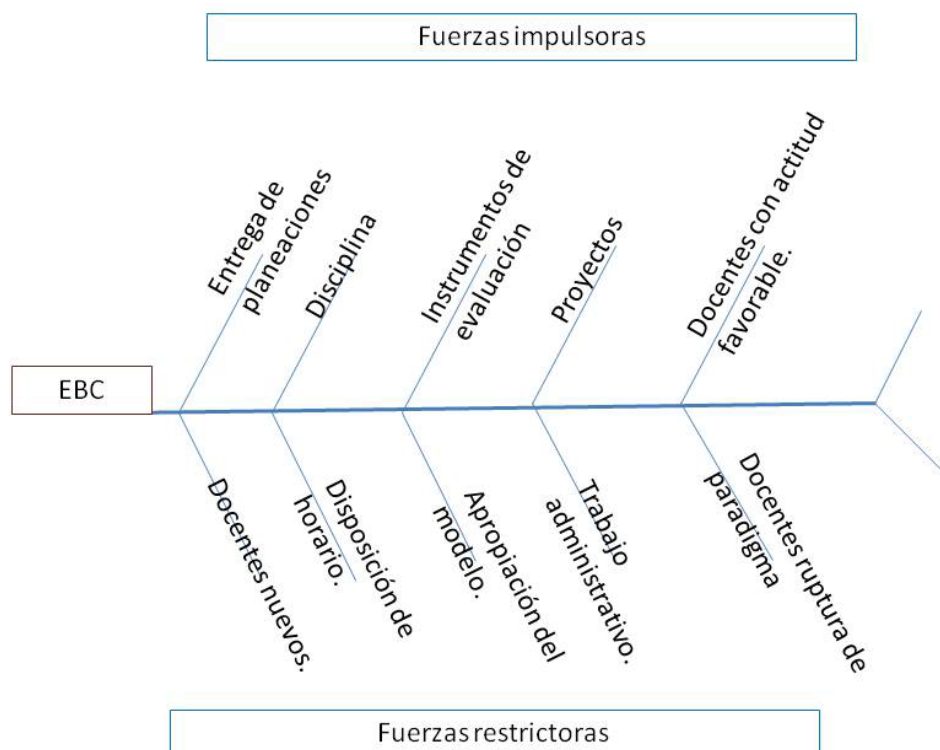 Fuerzas impulsoras
Entrega de
planeaciones
Disciplina
Instrumentos de
evaluación
Proyectos
Docentes con actitud
favorable.
EBC
Docentes nuevos.
Disposición de
horario.
Apropiación del
modelo.
Trabajo
administrativo.
Docentes ruptura de
paradigma
Fuerzas restrictoras